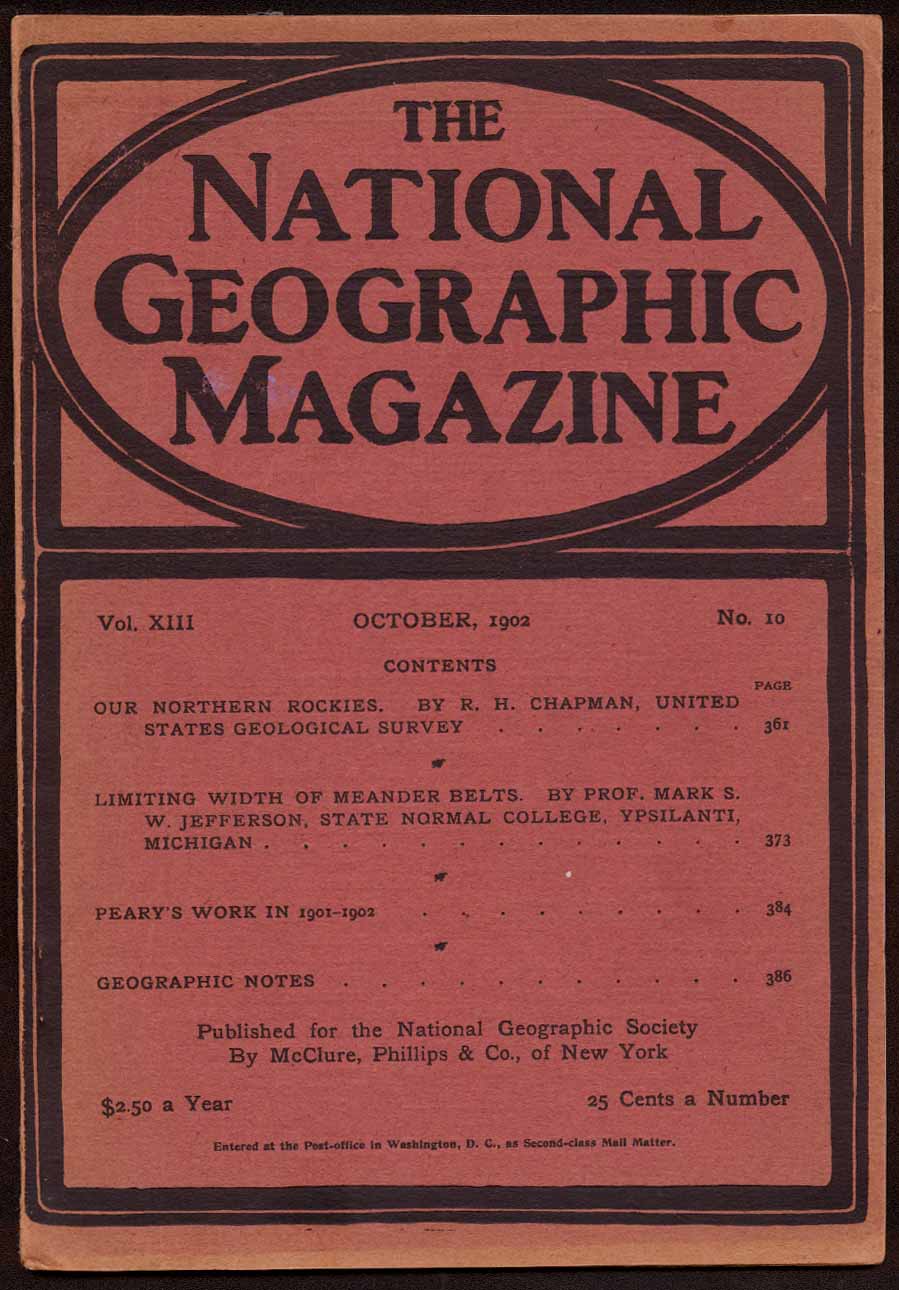 THE
NATIONAL
GEOGRAPHIC
MAGAZINE
Vol. XIII OCTOBER, 1902 No. 10
CONTENTS
PAGE
OUR NORTHERN ROCKIES. BY R. H. CHAPMAN, UNITED
STATES GEOLOGICAL SURVEY . . . . . . . 361
LIMITING WIDTH OF MEANDER BELTS. BY PROF. MARK S.
W. JEFFERSON, STATE NORMAL COLLEGE, YPSILANTI,
MICHIGAN . . . . . . . . . . . . . 373
PEARY'S WORK IN 1901-1902 . . . . . . . . . 384
GEOGRAPHIC NOTES . . . . . . . . . . . 386
Published for the National Geographic Society
By McClure, Phillips & Co., of New York
$2.50 a Year 25 Cents a Number
Entered at the Post-office in Washington, D. C., as Second-class Mail Matter.